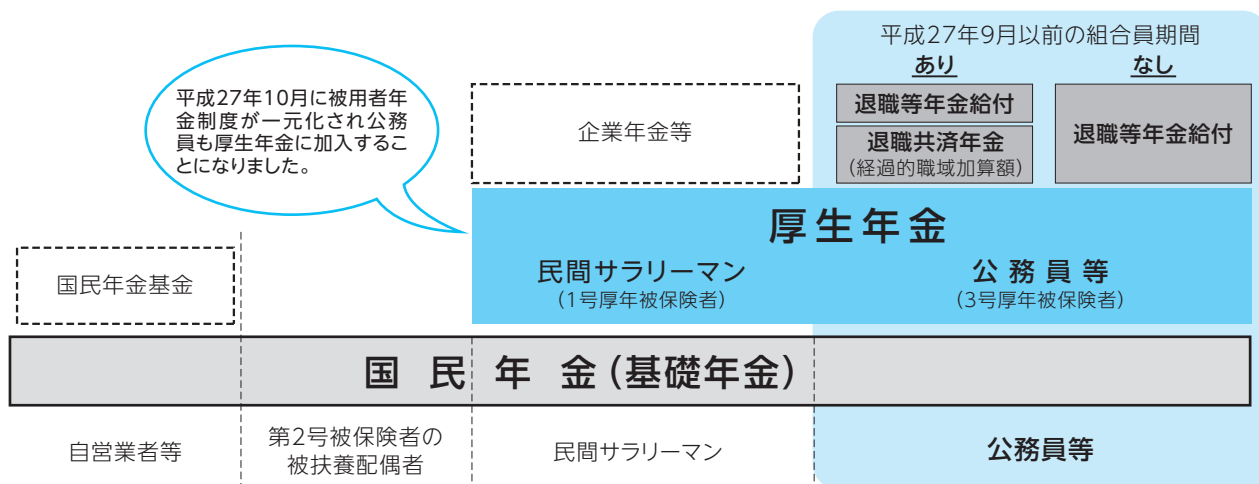 平成27年9月以前の組合員期間
あり
なし
平成27年10月に被用者年
金制度が一元化され公務
員も厚生年金に加入するこ
とになりました。
企業年金等
退職等年金給付
退職共済年金
（経過的職域加算額）
退職等年金給付
厚生年金
国民年金基金
民間サラリーマン
（1号厚年被保険者）
公務員等
（3号厚年被保険者）
国民年金（基礎年金）
自営業者等
第2号被保険者の
被扶養配偶者
民間サラリーマン
公務員等